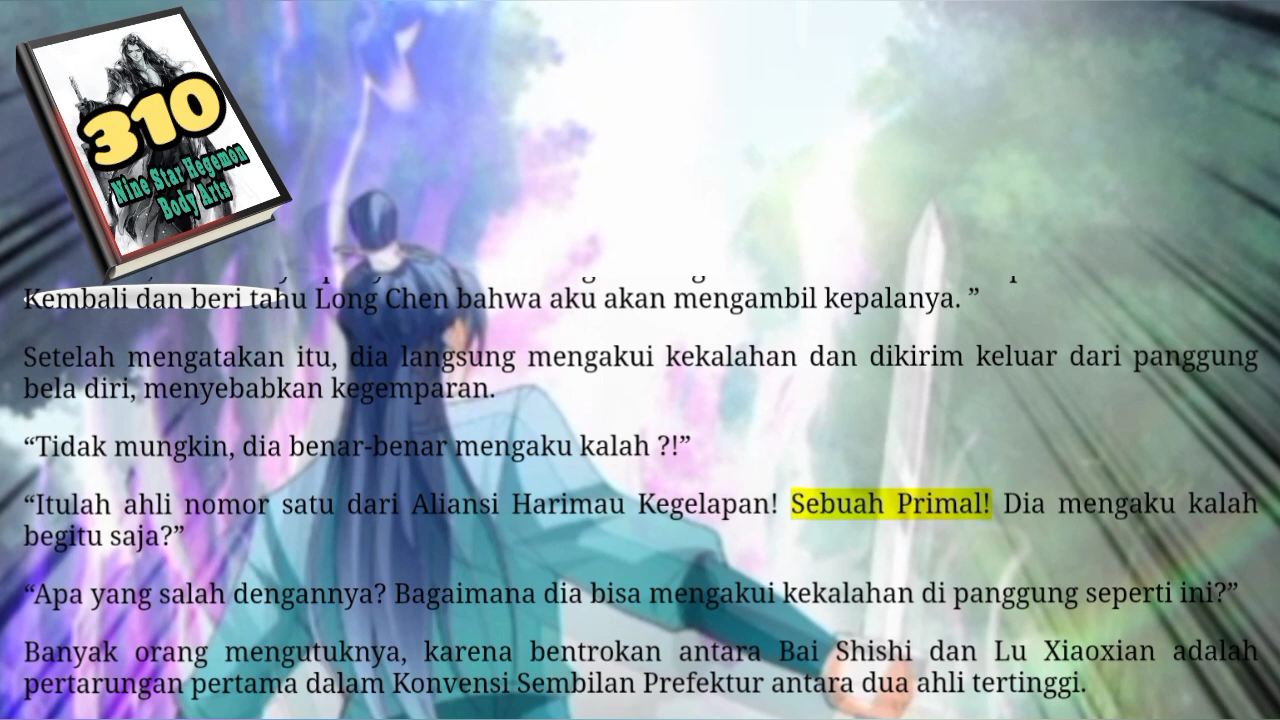 310
Nine Star Hegemon
Body Arts
Kembali dan beri tahu Long Chen bahwa aku akan mengambil kepalanya. ”
Setelah mengatakan itu, dia langsung mengakui kekalahan dan dikirim keluar dari panggung
bela diri, menyebabkan kegemparan.
“Tidak mungkin, dia benar-benar mengaku kalah ?!”
“Itulah ahli nomor satu dari Aliansi Harimau Kegelapan! Sebuah Primal! Dia mengaku kalah
begitu saja?”
“Apa yang salah dengannya? Bagaimana dia bisa mengakui kekalahan di panggung seperti ini?”
Banyak orang mengutuknya, karena bentrokan antara Bai Shishi dan Lu Xiaoxian adalah
pertarungan pertama dalam Konvensi Sembilan Prefektur antara dua ahli tertinggi.